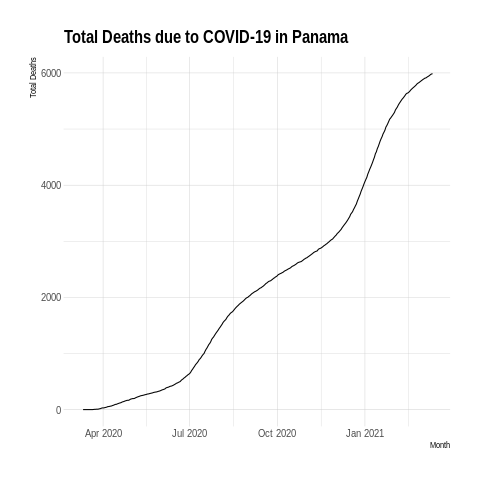 Total Deaths due to COVID-19 in Panama
Total Deaths
6000
4000
2000
0
Apr 2020 Jul 2020 Oct 2020 Jan 2021
Month